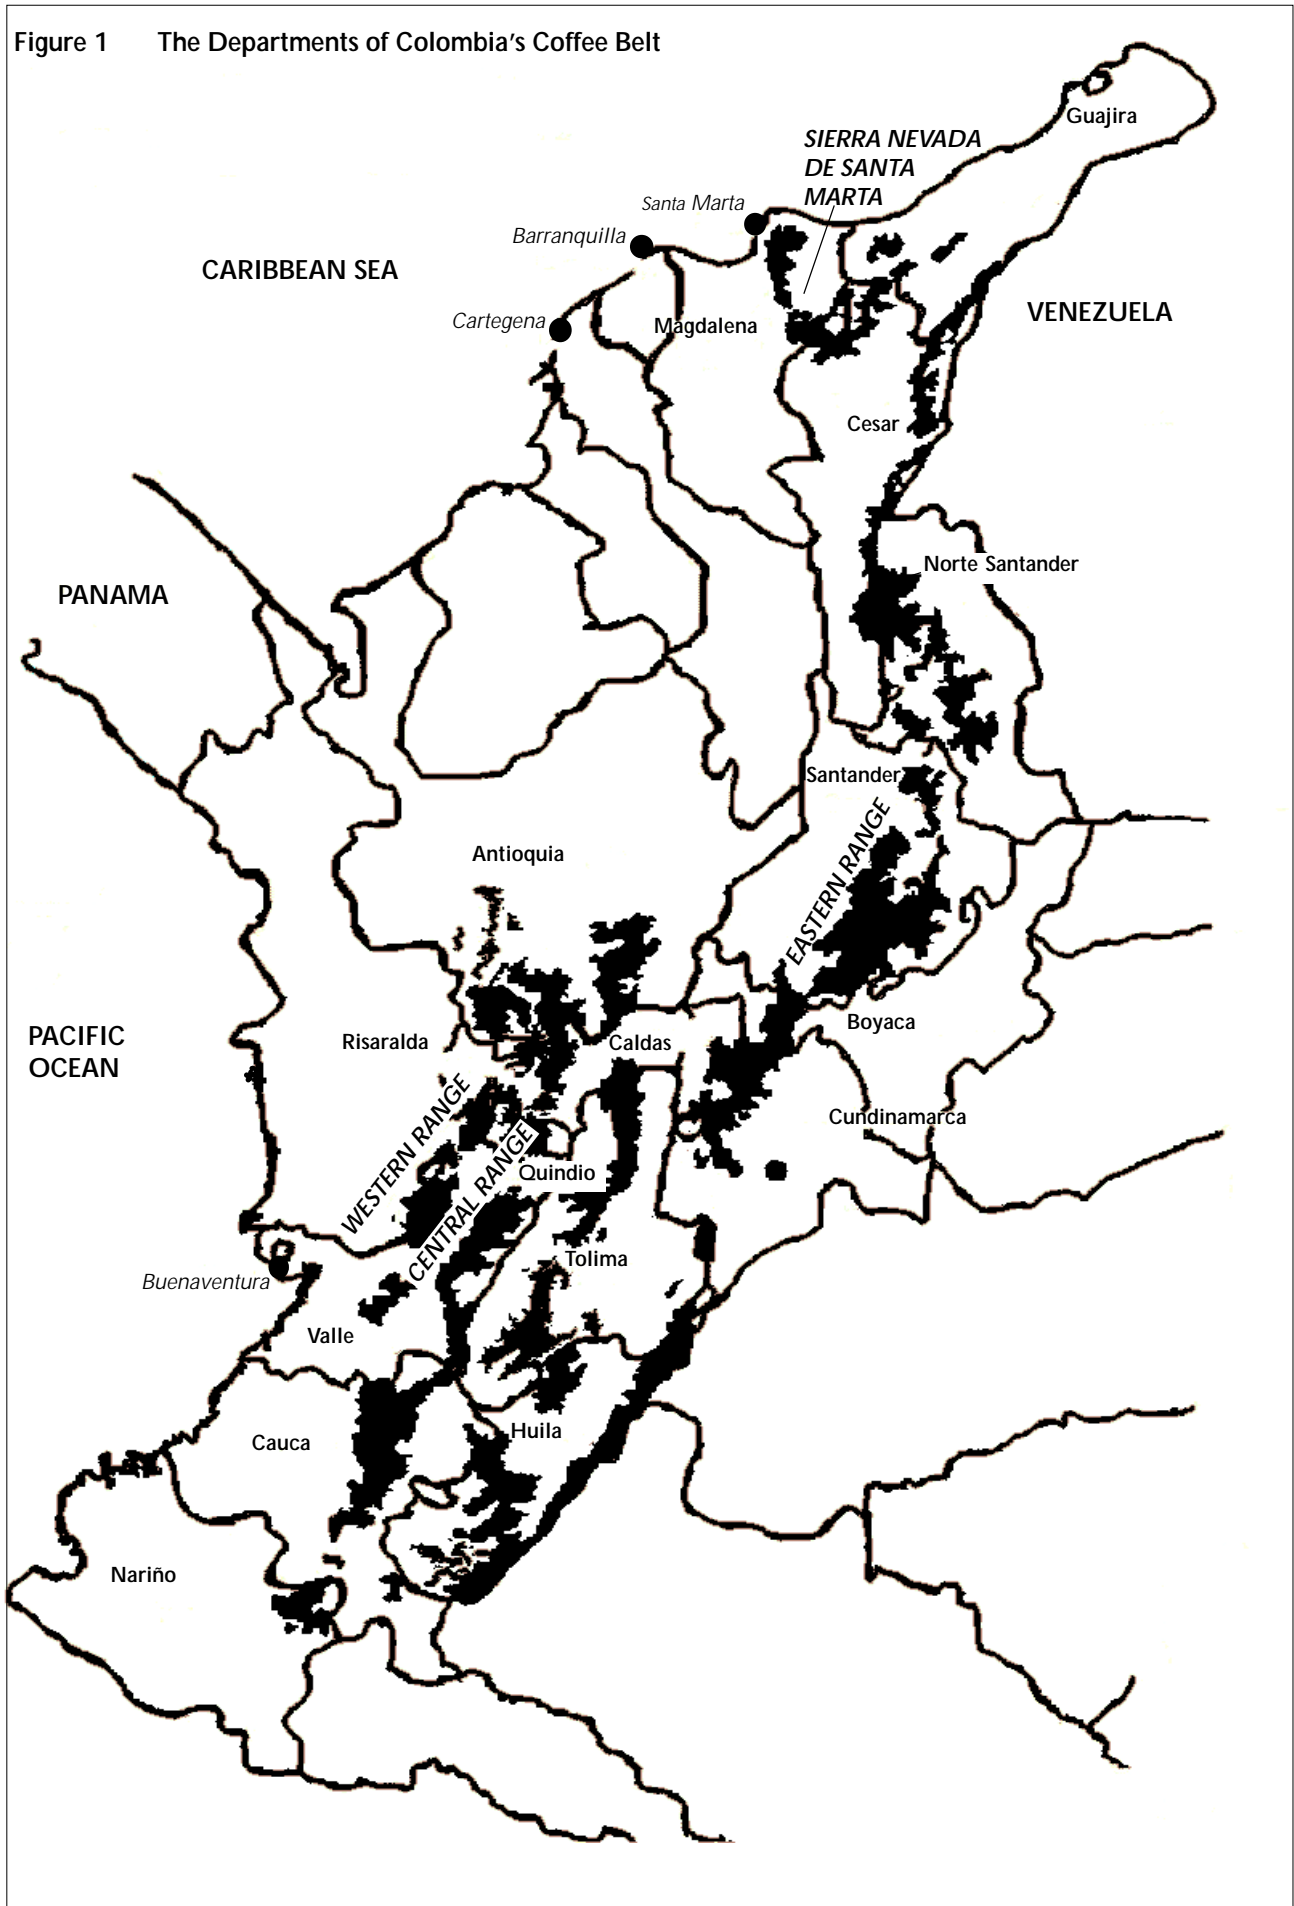 Figure 1 The Departments of Colombia's Coffee Belt
Guajira
SIERRA NEVADA
DE SANTA
MARTA
Santa Marta
Barranquilla
CARIBBEAN SEA
VENEZUELA
Cartegena
Magdalena
Cesar
Norte Santander
PANAMA
Santander
EASTERN RANGE
Antioquia
PACIFIC
OCEAN
Risaralda
Caldas
Boyaca
Cundinamarca
WESTERN RANGE
CENTRAL RANGE
Quindio
Tolima
Buenaventura
Valle
Cauca
Huila
Nariño